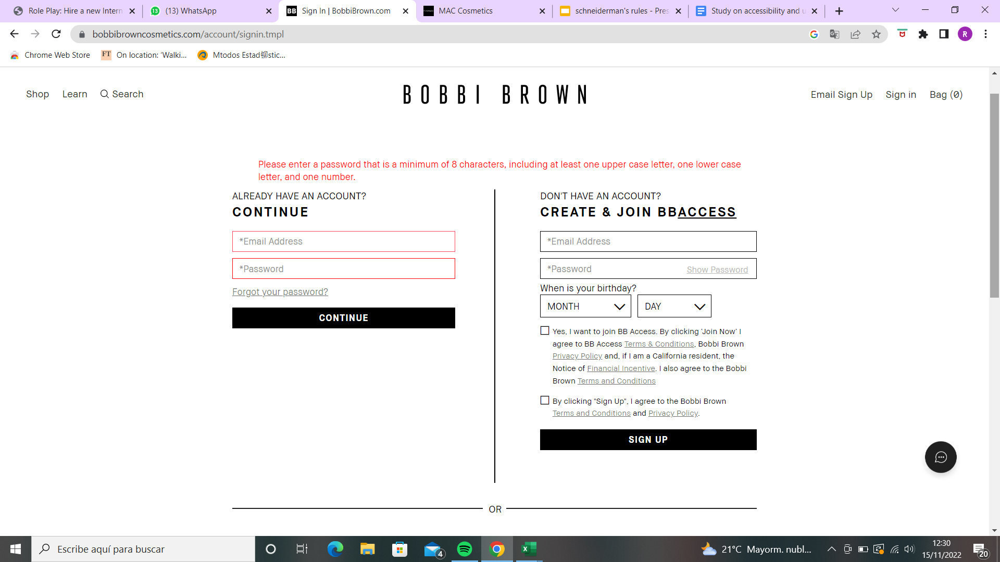 Role Play: Hire a new Intern
(13) WhatsApp
Sign In | BobbiBrown.com
MAC Cosmetics
schneiderman's rules - Pres
Study on accessibility and u
bobbibrowncosmetics.com/account/signin.tmpl
R
Chrome Web Store
FT On location: ‘Walki...
Mtodos Estad铆stic...
Shop
Learn
Search
BOBBI BROWN
Email Sign Up
Sign in
Bag (0)
Please enter a password that is a minimum of 8 characters, including at least one upper case letter, one lower case
letter, and one number.
ALREADY HAVE AN ACCOUNT?
CONTINUE
*Email Address
*Password
Forgot your password?
CONTINUE
DON'T HAVE AN ACCOUNT?
CREATE & JOIN BBACCESS
*Email Address
*Password
Show Password
When is your birthday?
MONTH
DAY
Yes, I want to join BB Access. By clicking 'Join Now' I
agree to BB Access Terms & Conditions, Bobbi Brown
Privacy Policy and, if I am a California resident, the
Notice of Financial Incentive. I also agree to the Bobbi
Brown Terms and Conditions
By clicking "Sign Up", I agree to the Bobbi Brown
Terms and Conditions and Privacy Policy.
SIGN UP
OR
Escribe aquí para buscar
4
21°C Mayorm. nubl...
12:30
15/11/2022
20